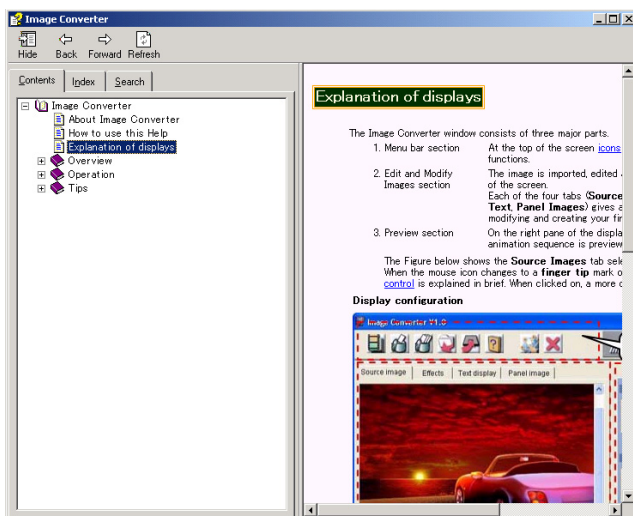 Image Converter
Hide Back Forward Refresh
Contents Index Search
Image Converter
About Image Converter
How to use this Help
Explanation of displays
Overview
Operation
Tips
Explanation of displays
The Image Converter window consists of three major parts.
1. Menu bar section At the top of the screen icons
functions.
2. Edit and Modify The image is imported, edited
Images section of the screen.
Each of the four tabs (Source
Text, Panel Images) gives a
modifying and creating your fir
3. Preview section On the right pane of the displa
animation sequence is preview
The Figure below shows the Source Images tab sele
When the mouse icon changes to a finger tip mark o
control is explained in brief. When clicked on, a more d
Display configuration
Image Converter V1.0
Source image Effects Text display Panel image